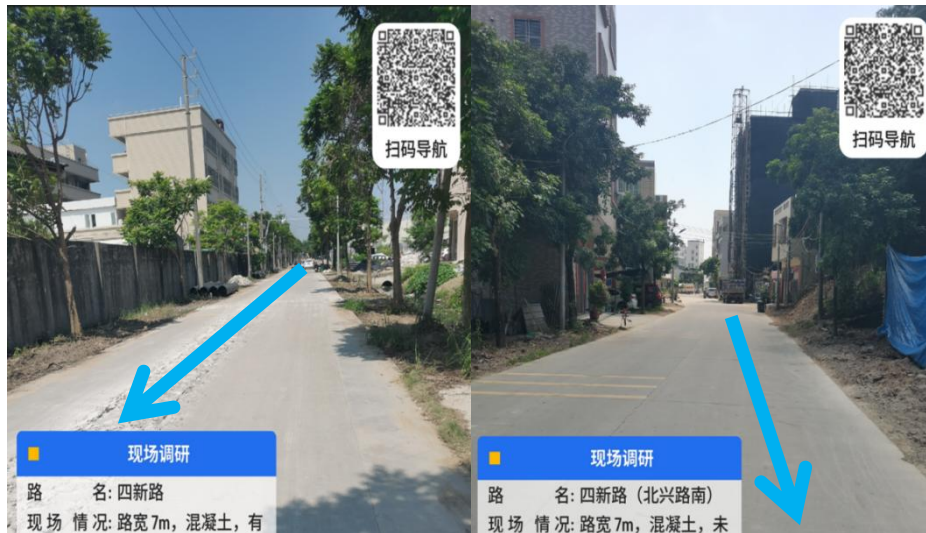 扫码导航
现场调研
路 名: 四新路
现场 情况: 路宽7m，混凝土，有
扫码导航
现场调研
路 名: 四新路（北兴路南）
现场 情况: 路宽7m，混凝土，未